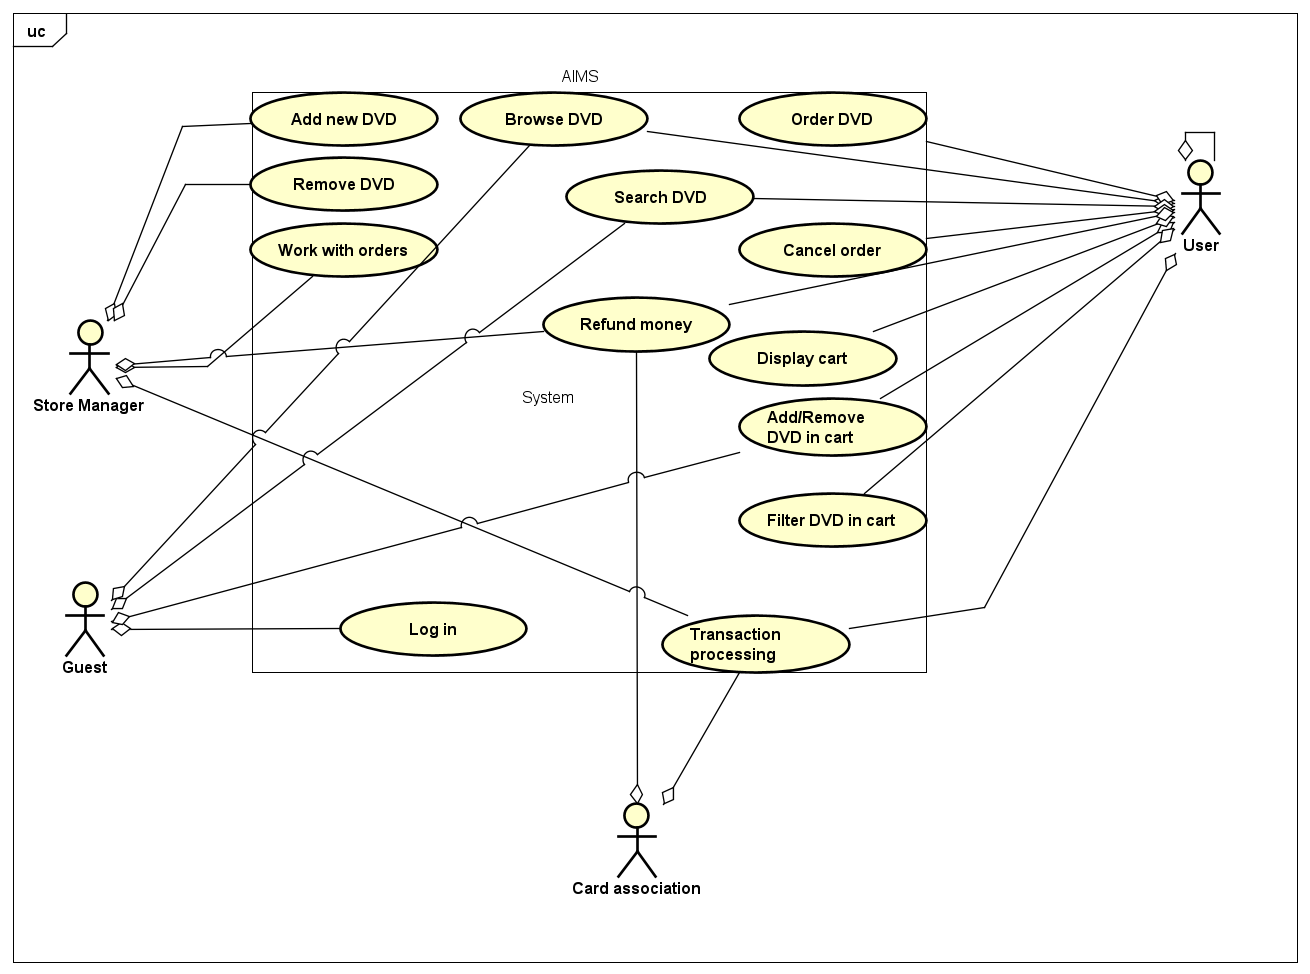 uc
AIMS
Add new DVD
Browse DVD
Order DVD
Remove DVD
Search DVD
User
Work with orders
Cancel order
Refund money
Display cart
Store Manager
System
Add/Remove
DVD in cart
Filter DVD in cart
Log in
Transaction
processing
Guest
Card association